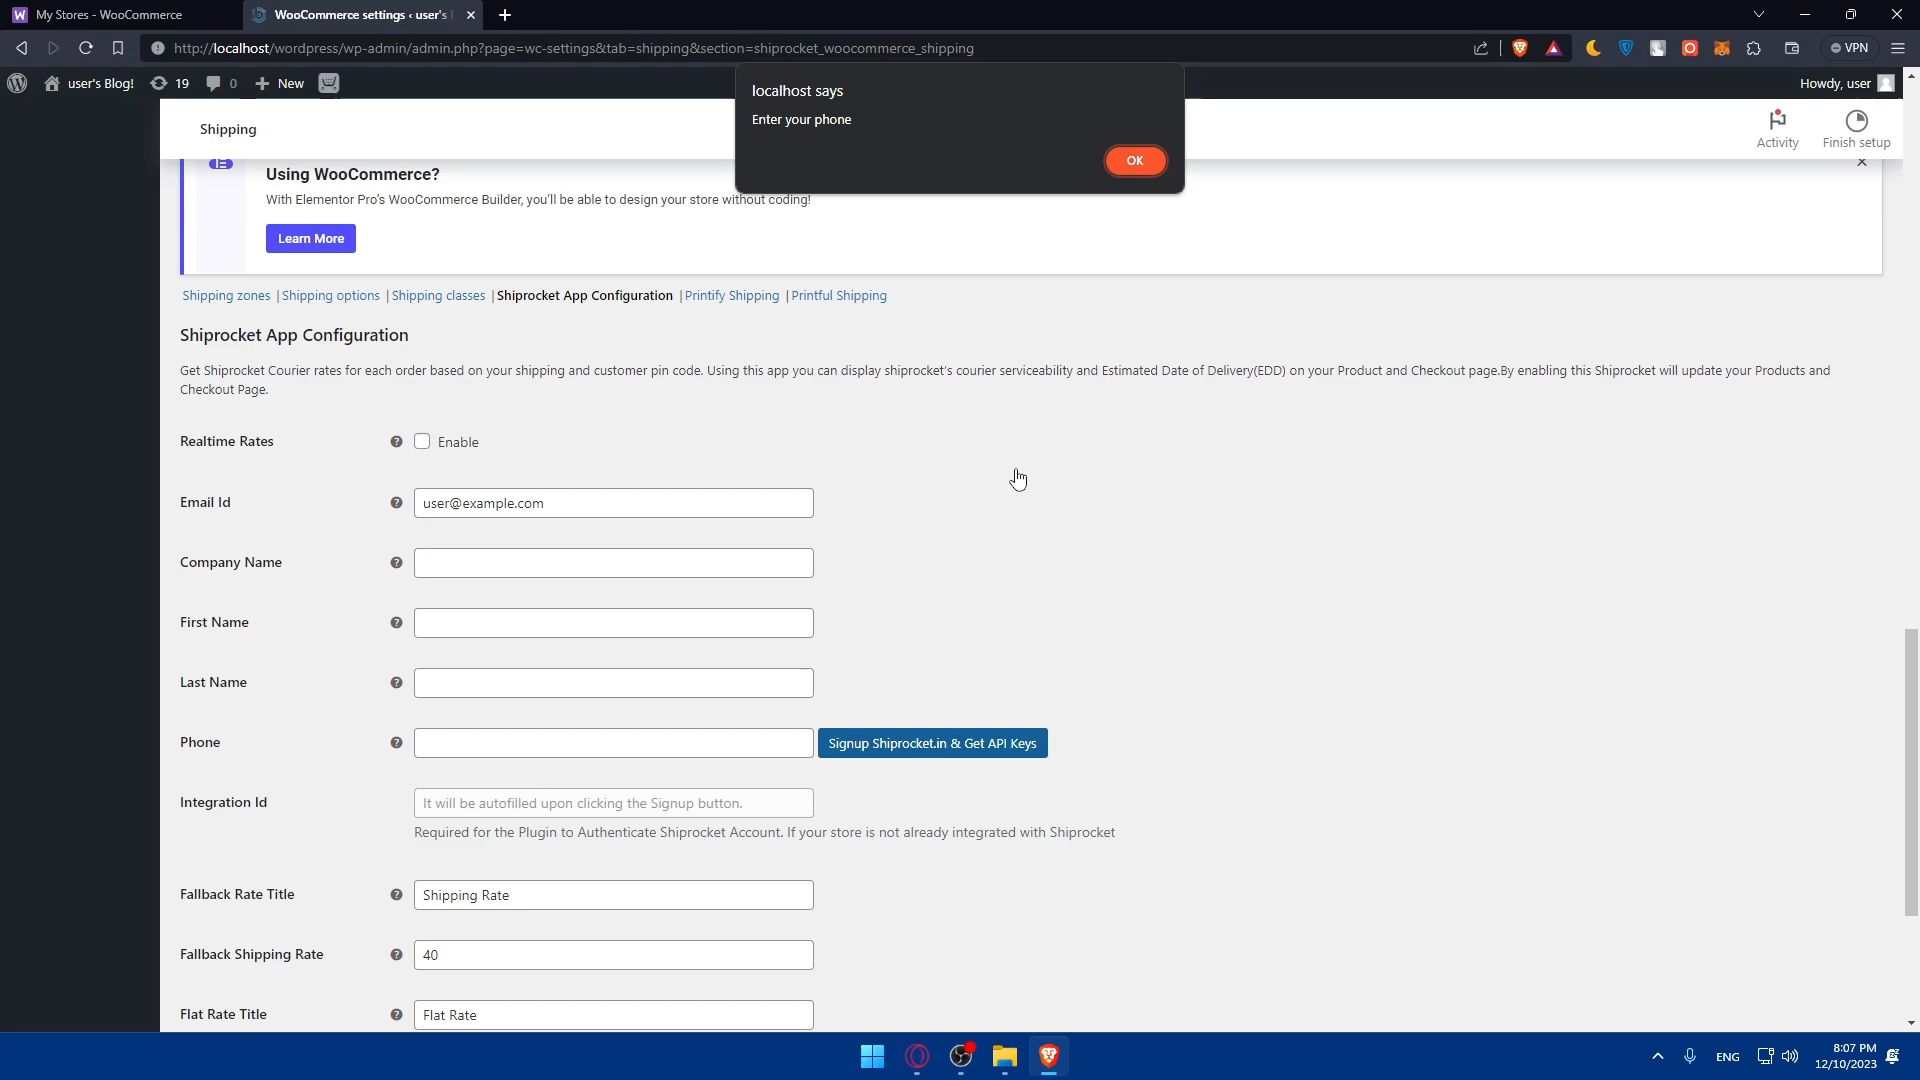 My Stores - WooCommerce
WooCommerce settings ‹ user's
http://localhost/wordpress/wp-admin/admin.php?page=wc-settings&tab=shipping&section=shiprocket_woocommerce_shipping
VPN
user's Blog!
19
0
New
Howdy, user
localhost says
Enter your phone
OK
Shipping
Activity
Finish setup
Using WooCommerce?
With Elementor Pro's WooCommerce Builder, you'll be able to design your store without coding!
Learn More
Shipping zones | Shipping options | Shipping classes | Shiprocket App Configuration | Printify Shipping | Printful Shipping
Shiprocket App Configuration
Get Shiprocket Courier rates for each order based on your shipping and customer pin code. Using this app you can display shiprocket's courier serviceability and Estimated Date of Delivery(EDD) on your Product and Checkout page.By enabling this Shiprocket will update your Products and
Checkout Page.
Realtime Rates
Enable
Email Id
user@example.com
Company Name
First Name
Last Name
Phone
Signup Shiprocket.in & Get API Keys
Integration Id
It will be autofilled upon clicking the Signup button.
Required for the Plugin to Authenticate Shiprocket Account. If your store is not already integrated with Shiprocket
Fallback Rate Title
Shipping Rate
Fallback Shipping Rate
40
Flat Rate Title
Flat Rate
ENG
8:07 PM
12/10/2023